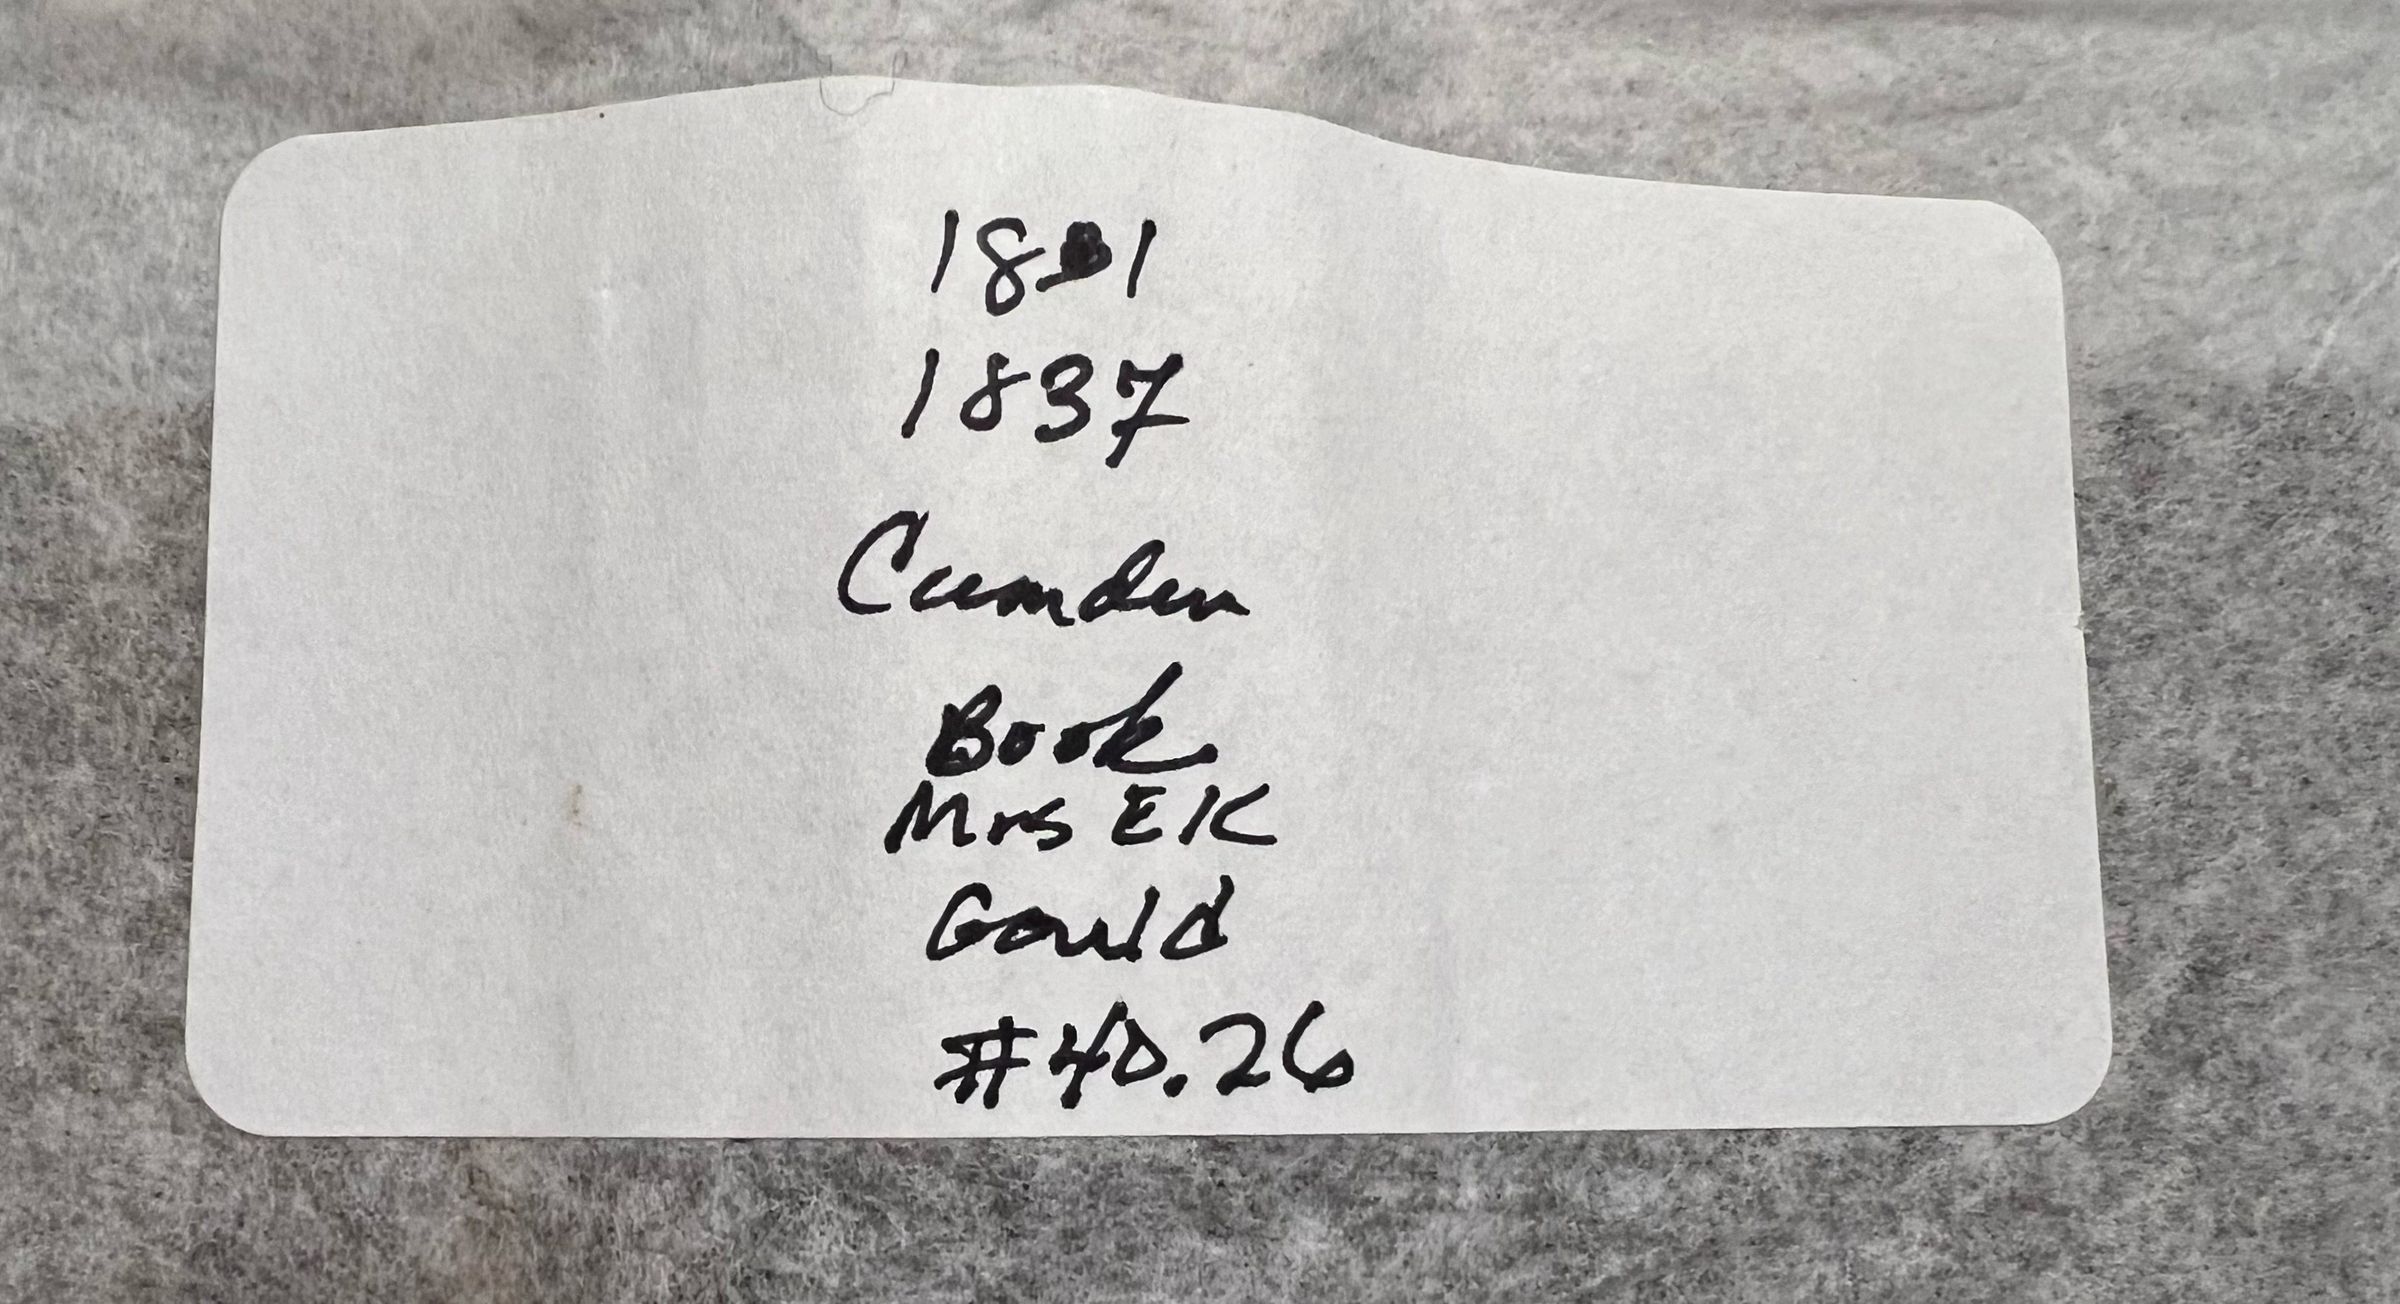 1837
Camden
Book
Mrs EK
Gould
#40.26